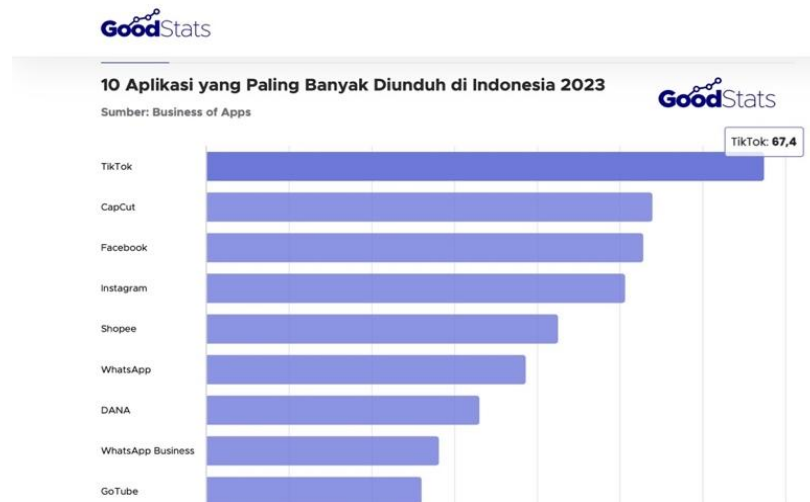 GoodStats
10 Aplikasi yang Paling Banyak Diunduh di Indonesia 2023
Sumber: Business of Apps
GoodStats
TikTok: 67,4
TikTok
CapCut
Facebook
Instagram
Shopee
WhatsApp
DANA
WhatsApp Business
GoTube